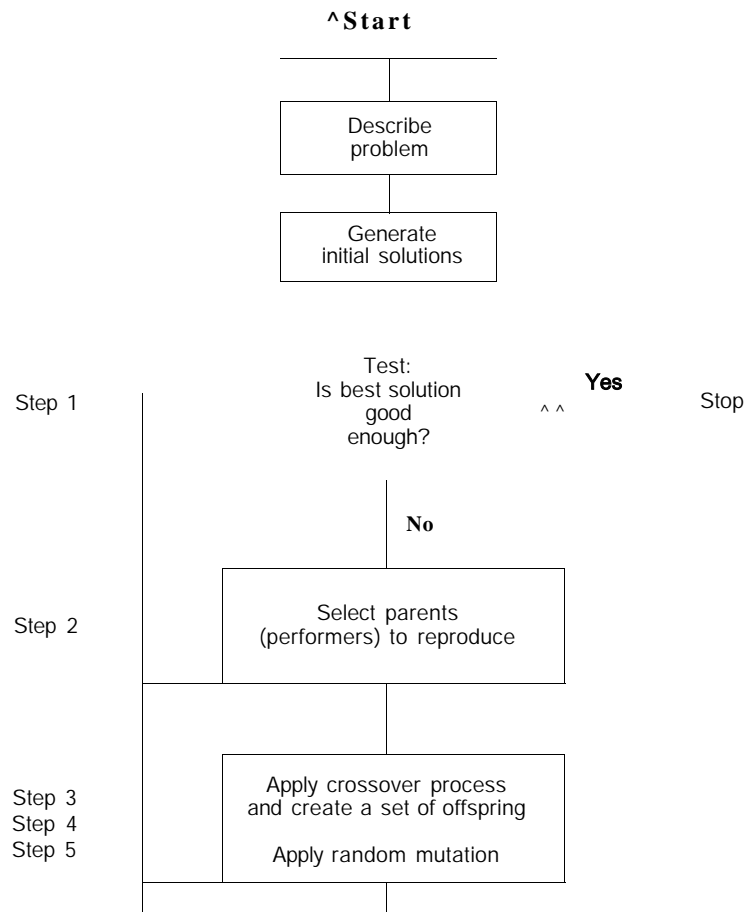 ^Start
Describe
problem
Generate
initial solutions
Test:
Is best solution
good
enough?
Yes
^ ^
Stop
Step 1
No
Step 2
Select parents
(performers) to reproduce
Step 3
Step 4
Step 5
Apply crossover process
and create a set of offspring
Apply random mutation